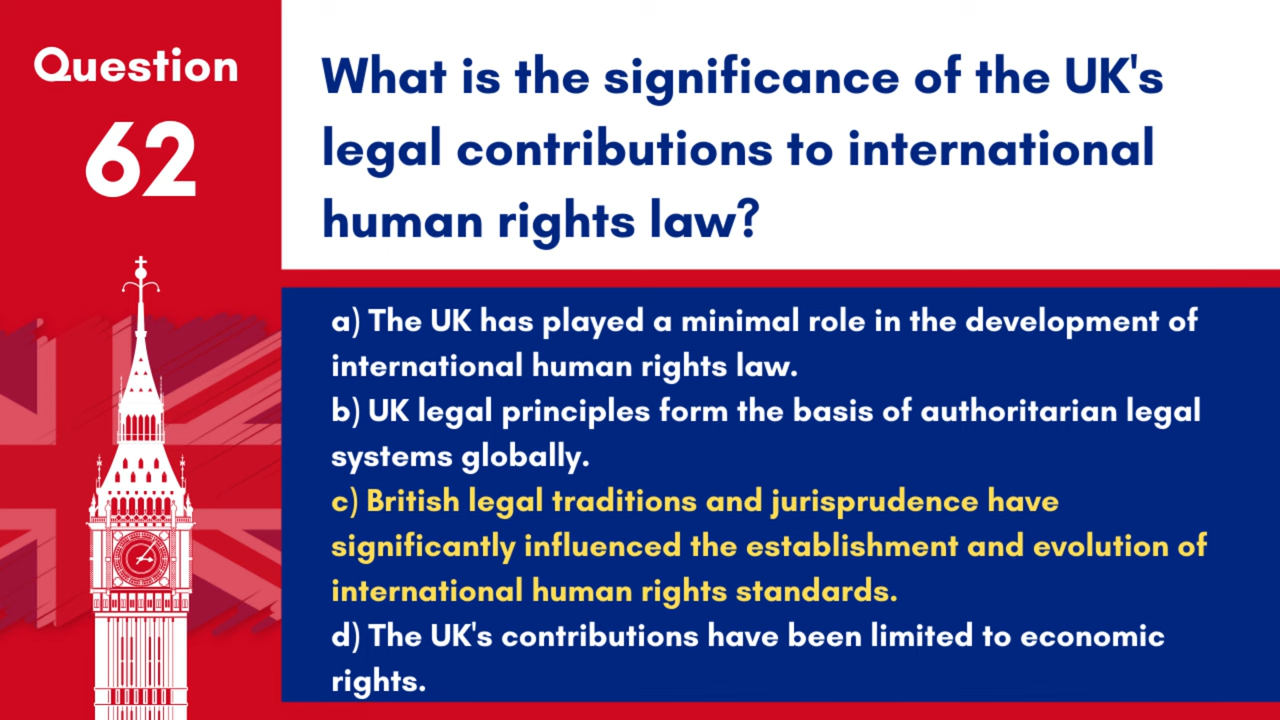 Question
62
What is the significance of the UK's
legal contributions to international
human rights law?
a) The UK has played a minimal role in the development of
international human rights law.
b) UK legal principles form the basis of authoritarian legal
systems globally.
c) British legal traditions and jurisprudence have
significantly influenced the establishment and evolution of
international human rights standards.
d) The UK's contributions have been limited to economic
rights.